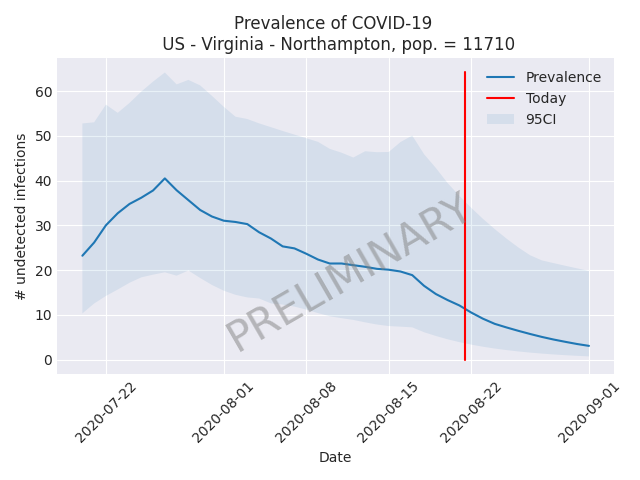 Prevalence of COVID-19
US - Virginia - Northampton, pop. = 11710
Prevalence
Today
95CI
# undetected infections
60
50
40
30
20
10
0
PRELIMINARY
2020-07-22
2020-08-01
2020-08-08
2020-08-15
2020-08-22
2020-09-01
Date